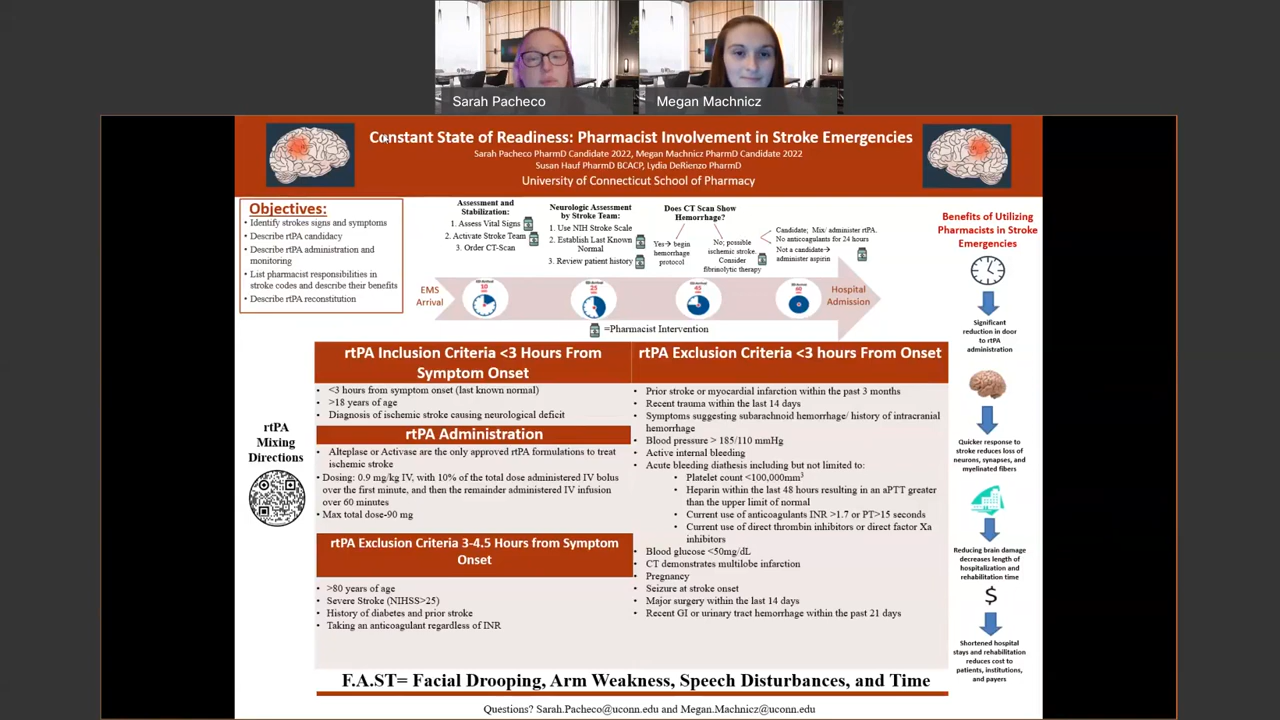 Sarah Pacheco
Megan Machnicz
Constant State of Readiness: Pharmacist Involvement in Stroke Emergencies
Sarah Pacheco PharmD Candidate 2022, Megan Machnicz PharmD Candidate 2022
Susan Hauf PharmD BCACP, Lydia DeRienzo PharmD
University of Connecticut School of Pharmacy
Objectives:
• Identify strokes signs and symptoms
• Describe rtPA candidacy
• Describe rtPA administration and
monitoring
• List pharmacist responsibilities in
stroke codes and describe their benefits
• Describe rtPA reconstitution
Assessment and
Stabilization:
1. Assess Vital Signs
2. Activate Stroke Team
3. Order CT-Scan
Neurologic Assessment
by Stroke Team:
1. Use NIH Stroke Scale
2. Establish Last Known
Normal
3. Review patient history
Does CT Scan Show
Hemorrhage?
Yes→ begin
hemorrhage
protocol
No; possible
ischemic stroke.
Consider
fibrinolytic therapy
Candidate; Mix/ administer rtPA.
No anticoagulants for 24 hours
Not a candidate→
administer aspirin
EMS
Arrival
10
25
45
60
Hospital
Admission
=Pharmacist Intervention
rtPA Inclusion Criteria <3 Hours From
Symptom Onset
• <3 hours from symptom onset (last known normal)
• >18 years of age
• Diagnosis of ischemic stroke causing neurological deficit
rtPA Administration
• Alteplase or Activase are the only approved rtPA formulations to treat
ischemic stroke
• Dosing: 0.9 mg/kg IV, with 10% of the total dose administered IV bolus
over the first minute, and then the remainder administered IV infusion
over 60 minutes
• Max total dose-90 mg
rtPA Exclusion Criteria 3-4.5 Hours from Symptom
Onset
• >80 years of age
• Severe Stroke (NIHSS>25)
• History of diabetes and prior stroke
• Taking an anticoagulant regardless of INR
rtPA Exclusion Criteria <3 hours From Onset
• Prior stroke or myocardial infarction within the past 3 months
• Recent trauma within the last 14 days
• Symptoms suggesting subarachnoid hemorrhage/ history of intracranial
hemorrhage
• Blood pressure > 185/110 mmHg
• Active internal bleeding
• Acute bleeding diathesis including but not limited to:
• Platelet count <100,000mm³
• Heparin within the last 48 hours resulting in an aPTT greater
than the upper limit of normal
• Current use of anticoagulants INR >1.7 or PT>15 seconds
• Current use of direct thrombin inhibitors or direct factor Xa
inhibitors
• Blood glucose <50mg/dL
• CT demonstrates multilobe infarction
• Pregnancy
• Seizure at stroke onset
• Major surgery within the last 14 days
• Recent GI or urinary tract hemorrhage within the past 21 days
rtPA
Mixing
Directions
Benefits of Utilizing
Pharmacists in Stroke
Emergencies
Significant
reduction in door
to rtPA
administration
Quicker response to
stroke reduces loss of
neurons, synapses, and
myelinated fibers
Reducing brain damage
decreases length of
hospitalization and
rehabilitation time
$
Shortened hospital
stays and rehabilitation
reduces cost to
patients, institutions,
and payers
F.A.ST= Facial Drooping, Arm Weakness, Speech Disturbances, and Time
Questions? Sarah.Pacheco@uconn.edu and Megan.Machnicz@uconn.edu